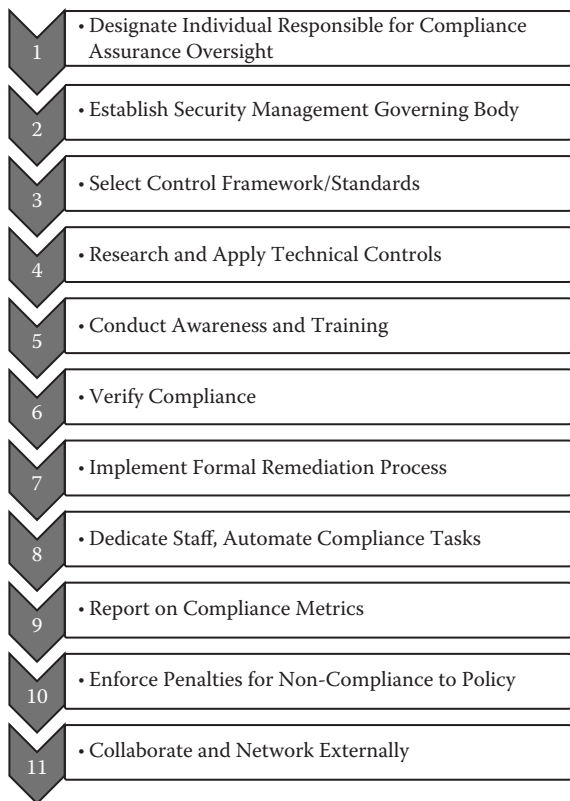 1
• Designate Individual Responsible for Compliance
Assurance Oversight
2
• Establish Security Management Governing Body
3
• Select Control Framework/Standards
4
• Research and Apply Technical Controls
5
• Conduct Awareness and Training
6
• Verify Compliance
7
• Implement Formal Remediation Process
8
• Dedicate Staff, Automate Compliance Tasks
9
• Report on Compliance Metrics
10
• Enforce Penalties for Non-Compliance to Policy
11
• Collaborate and Network Externally